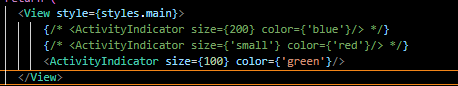 <View style={styles.main}>
{/* <ActivityIndicator size={200} color={'blue'}/> */}
{/* <ActivityIndicator size={'small'} color={'red'}/> */}
<ActivityIndicator size={100} color={'green'}/>
</View>